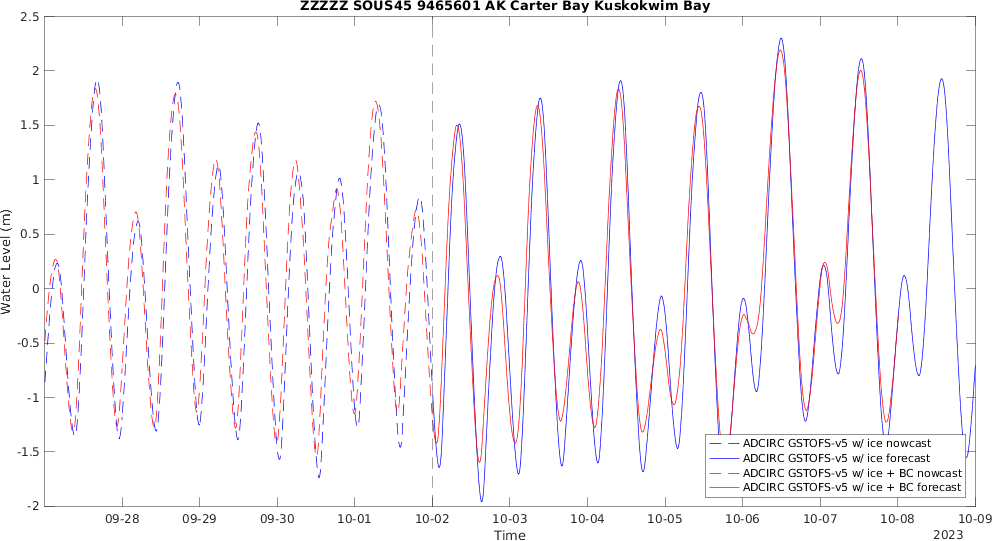 ZZZZZ SOUS45 9465601 AK Carter Bay Kuskokwim Bay
Water Level (m)
2.5
2
1.5
1
0.5
0
-0.5
-1
-1.5
-2
ADCIRC GSTOFS-v5 w/ ice nowcast
ADCIRC GSTOFS-v5 w/ ice forecast
ADCIRC GSTOFS-v5 w/ ice + BC nowcast
ADCIRC GSTOFS-v5 w/ ice + BC forecast
09-28 09-29 09-30 10-01 10-02 10-03 10-04 10-05 10-06 10-07 10-08 10-09
Time
2023